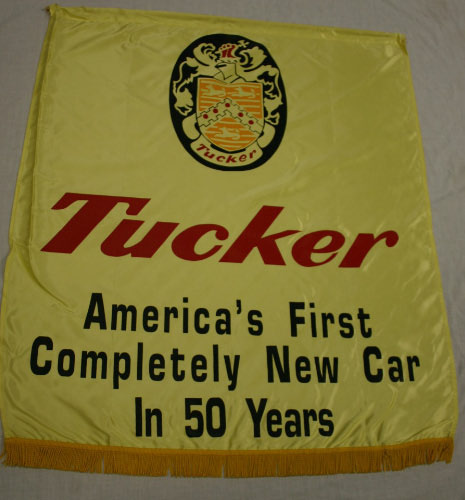 Tucker
Tucker
America's First
Completely New Car
In 50 Years